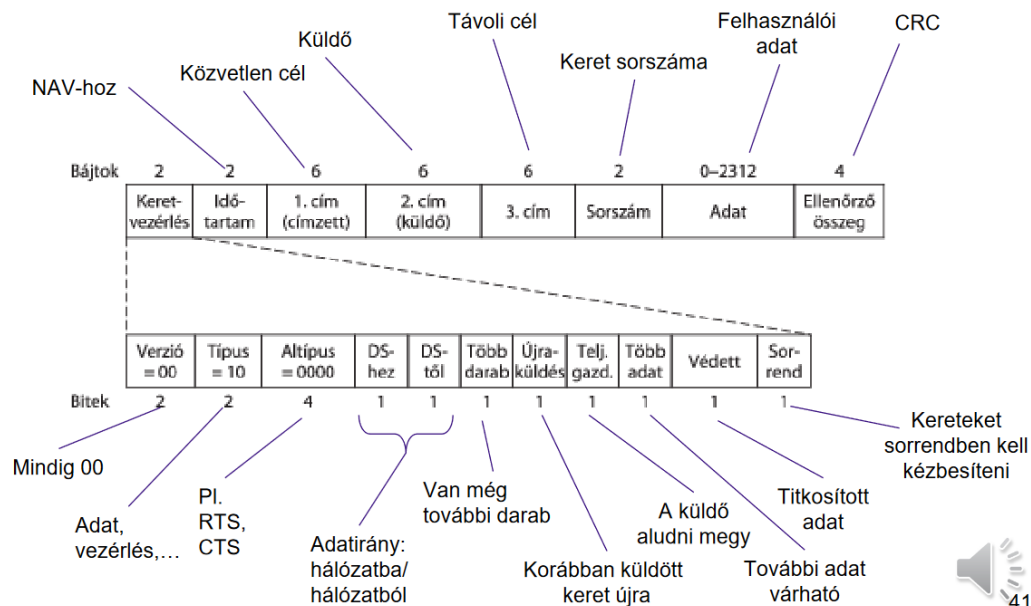 Távoli cél
Felhasználói
adat
CRC
Küldő
Keret sorszáma
Közvetlen cél
NAV-hoz
Bájtok 2 2 6 6 6 2 0–2312 4
Keret-
vezérlés
Idő-
tartam
1. cím
(címzett)
2. cím
(küldő)
3. cím
Sorszám
Adat
Ellenőrző
összeg
Verzió
= 00
Típus
= 10
Altípus
= 0000
DS-
hez
DS-
től
Több
darab
Újra-
küldés
Telj.
gazd.
Több
adat
Védett
Sor-
rend
Bitek 2 2 4 1 1 1 1 1 1 1 1
Mindig 00
Adat,
vezérlés,...
Pl.
RTS,
CTS
Adatirány:
hálózatba/
hálózatból
Van még
további darab
Korábban küldött
keret újra
A küldő
aludni megy
További adat
várható
Titkosított
adat
Kereteket
sorrendben kell
kézbesíteni
41